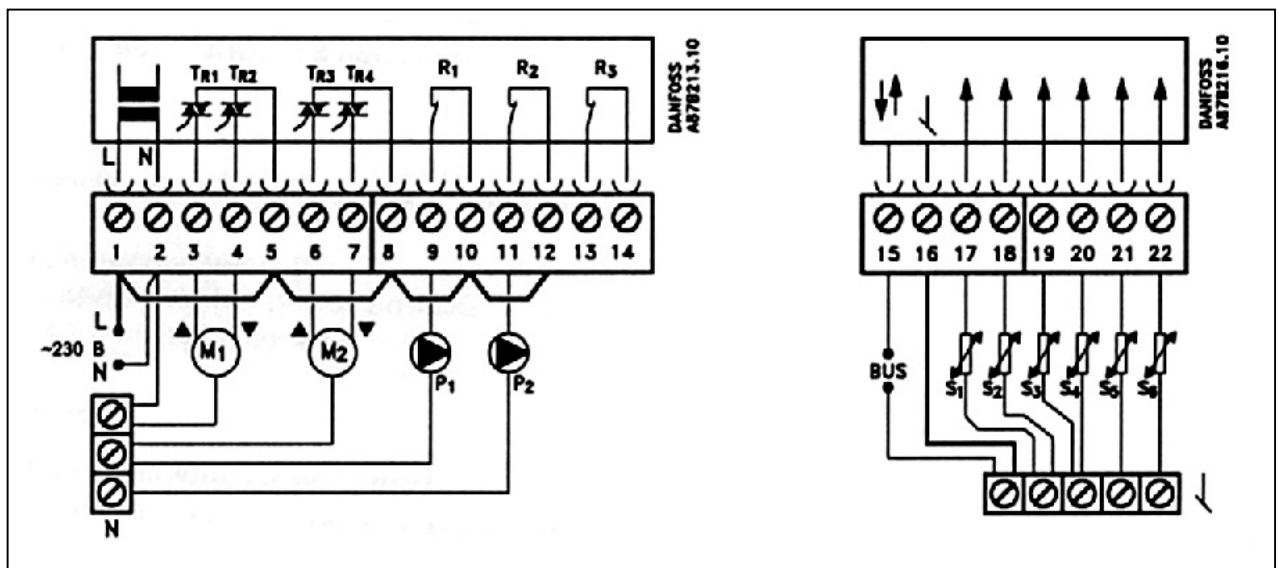 TR1 TR2 TR3 TR4 R1 R2 R3
DANFOSS
A87B213.10
L N
1 2 3 4 5 6 7 8 9 10 11 12 13 14
L
~230 В
N
M1 M2 P1 P2
N
DANFOSS
A87B216.10
15 16 17 18 19 20 21 22
BUS
S1 S2 S3 S4 S5 S6